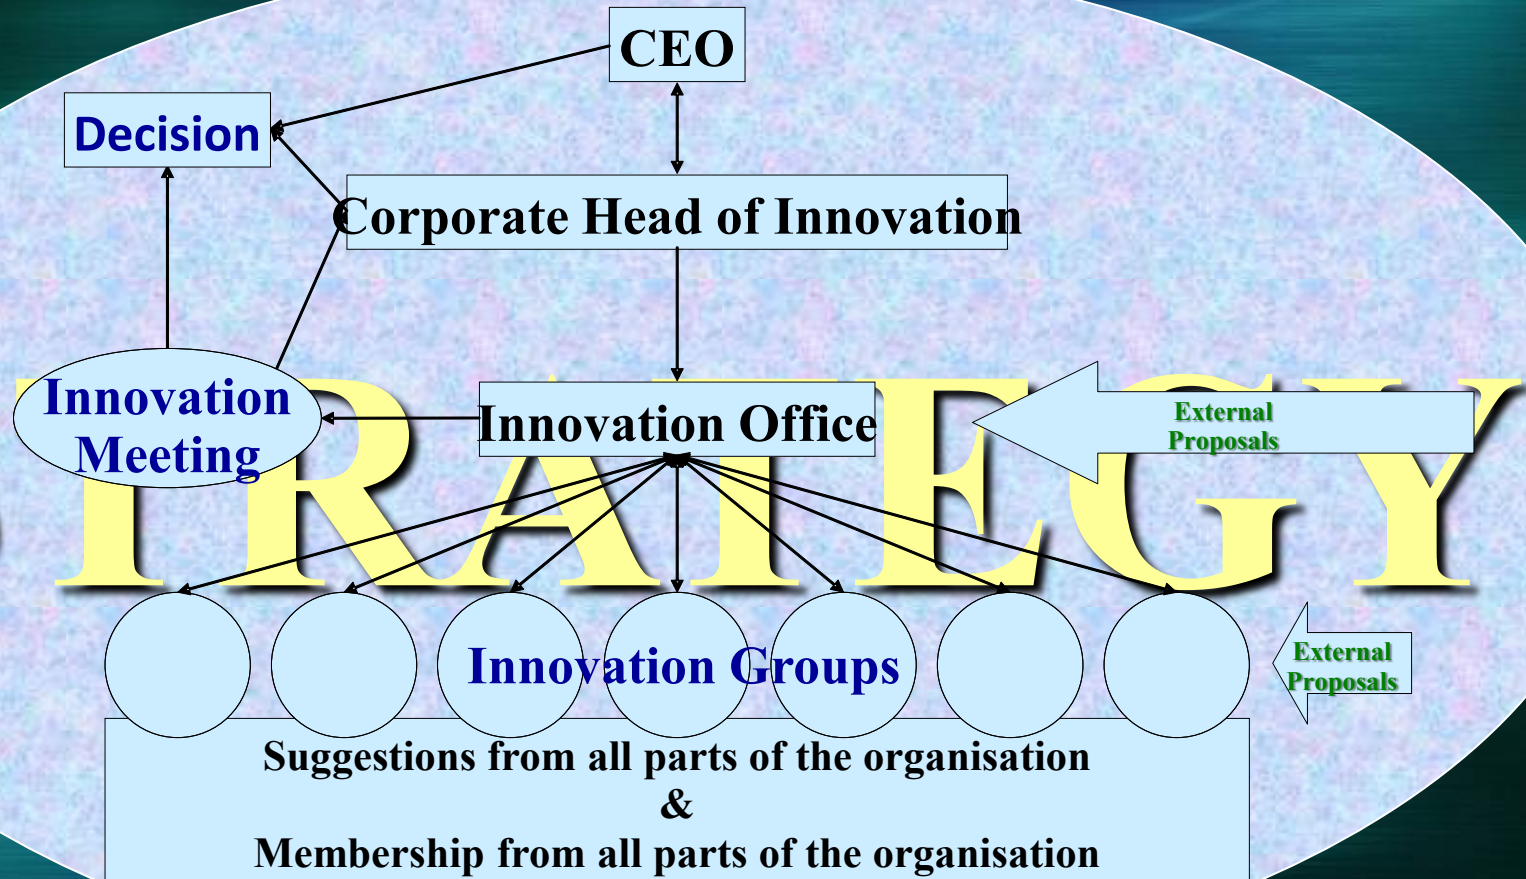 CEO
Decision
Corporate Head of Innovation
TRATEGY
Innovation
Meeting
Innovation Office
External
Proposals
Innovation Groups
External
Proposals
Suggestions from all parts of the organisation
&
Membership from all parts of the organisation